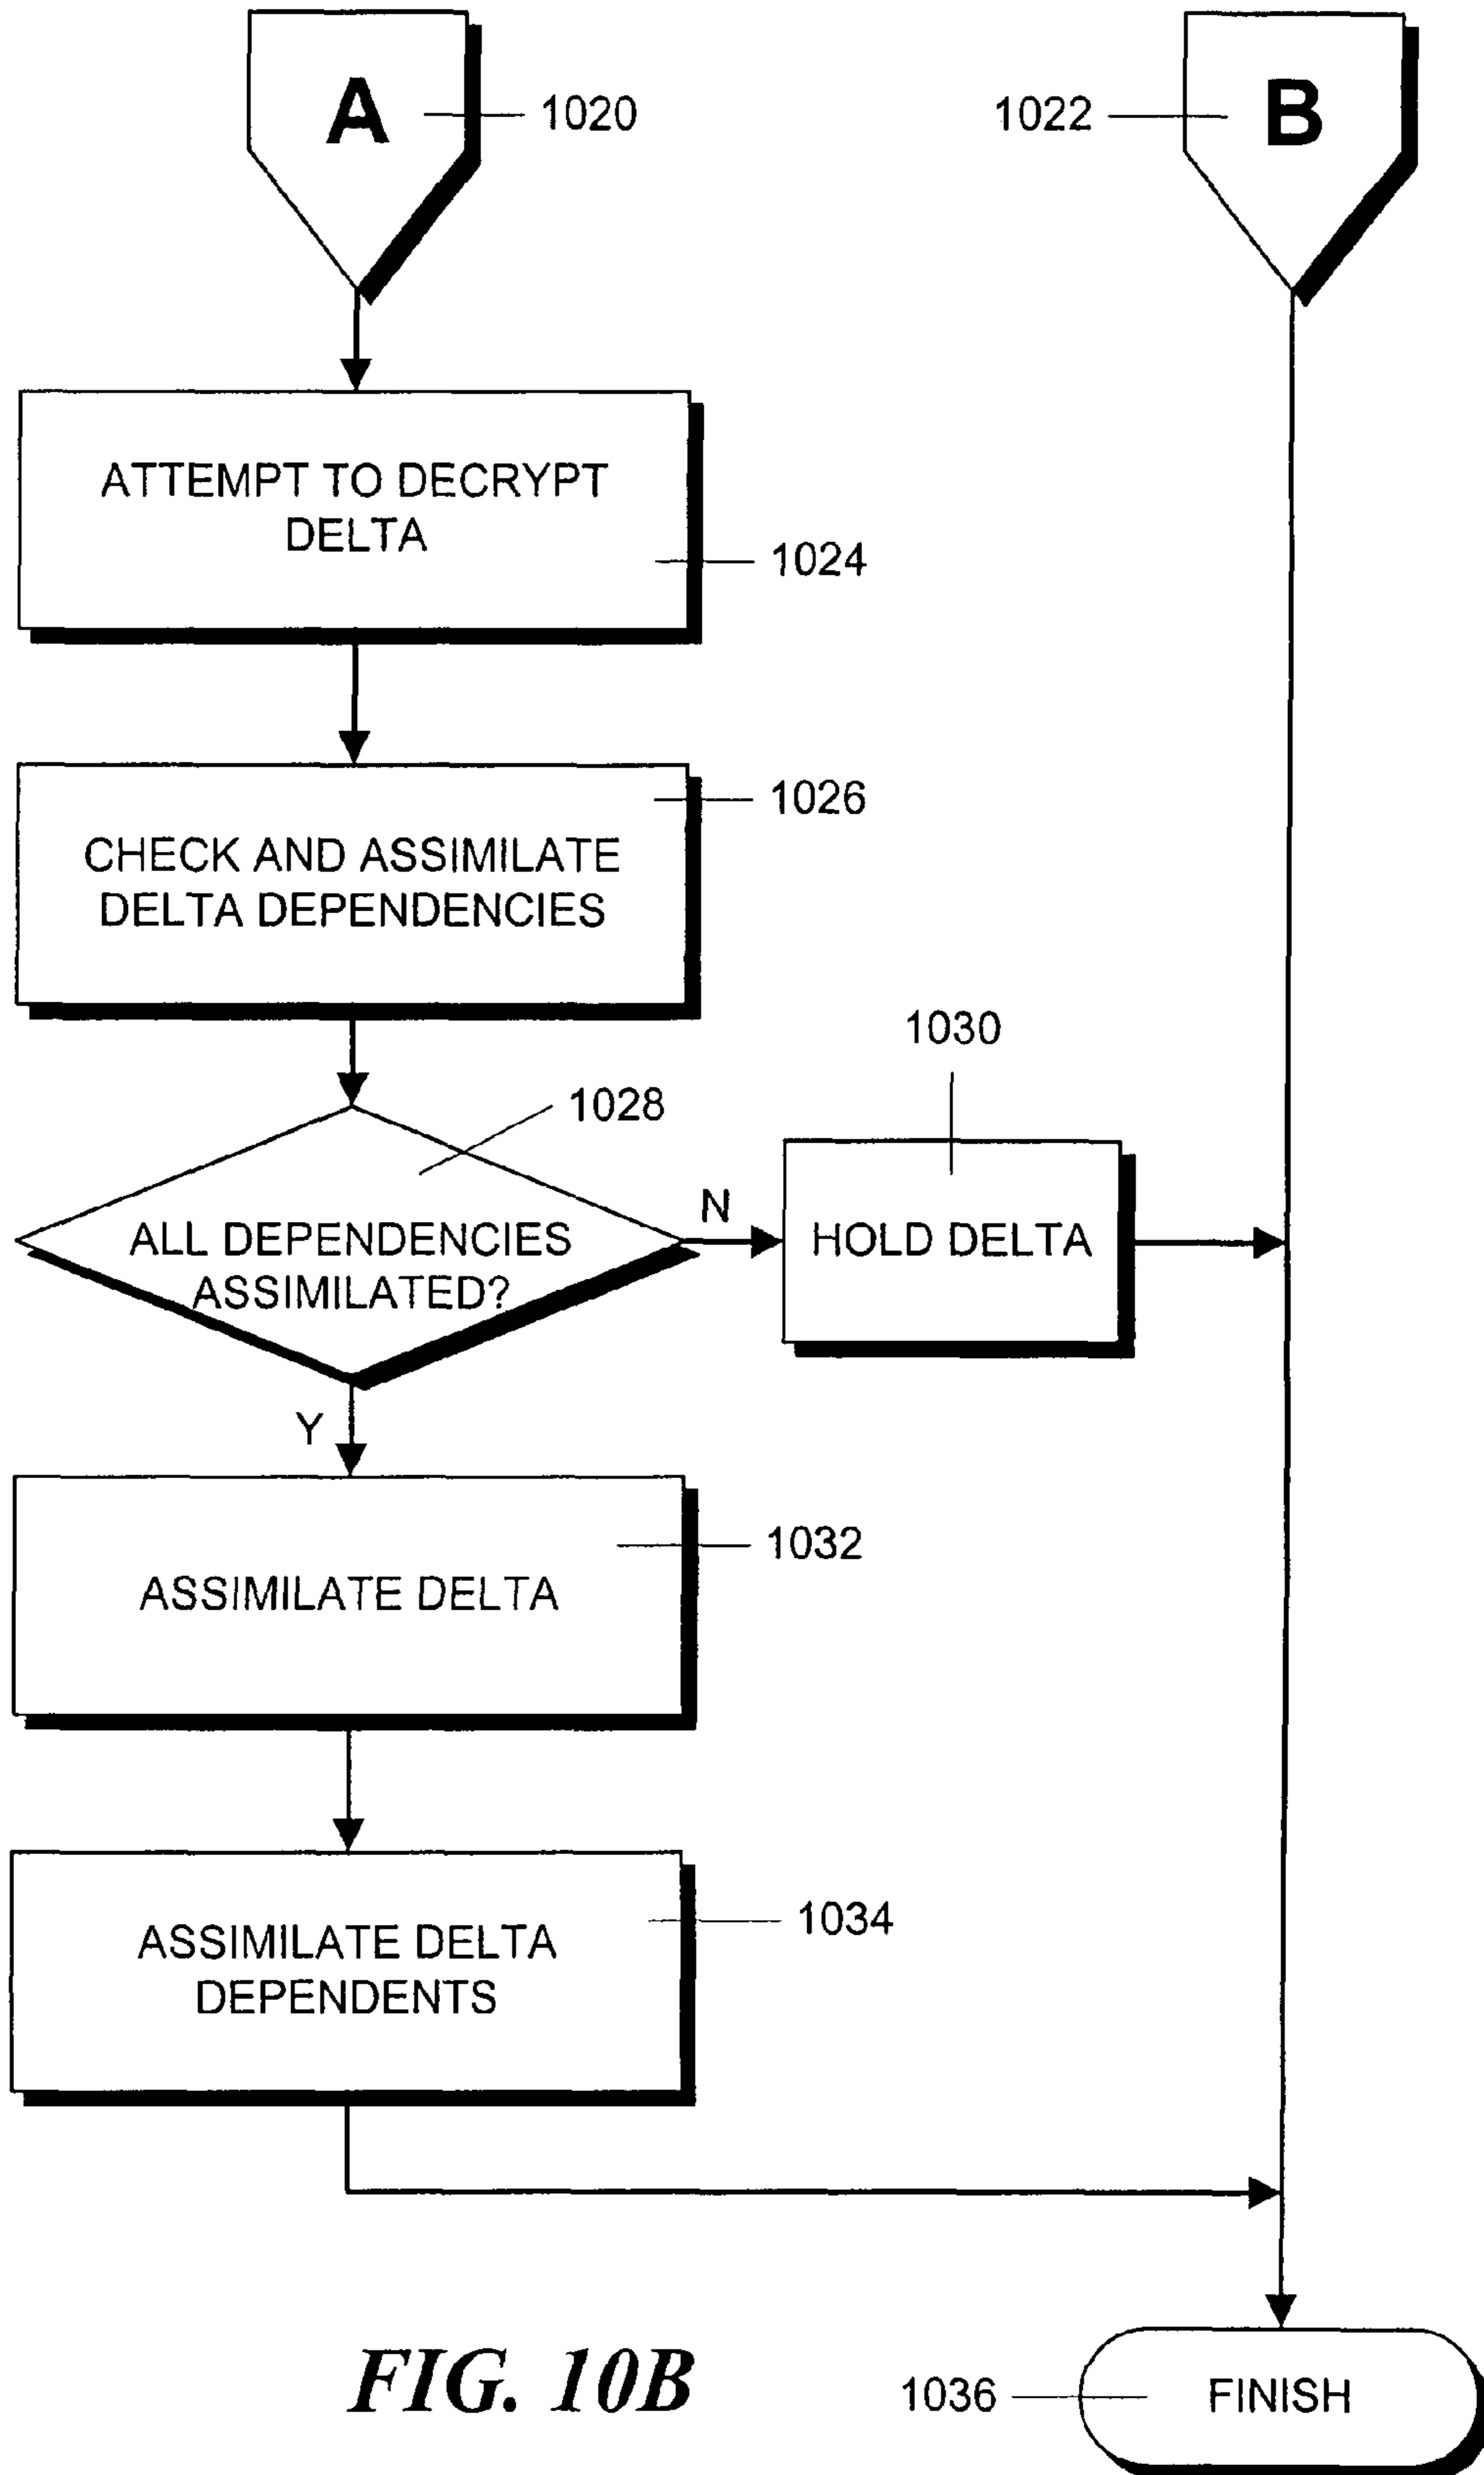 A
1020
1022
B
ATTEMPT TO DECRYPT
DELTA
1024
1026
CHECK AND ASSIMILATE
DELTA DEPENDENCIES
1030
1028
N
ALL DEPENDENCIES
ASSIMILATED?
HOLD DELTA
Y
1032
ASSIMILATE DELTA
1034
ASSIMILATE DELTA
DEPENDENTS
FIG. 10B
1036
FINISH